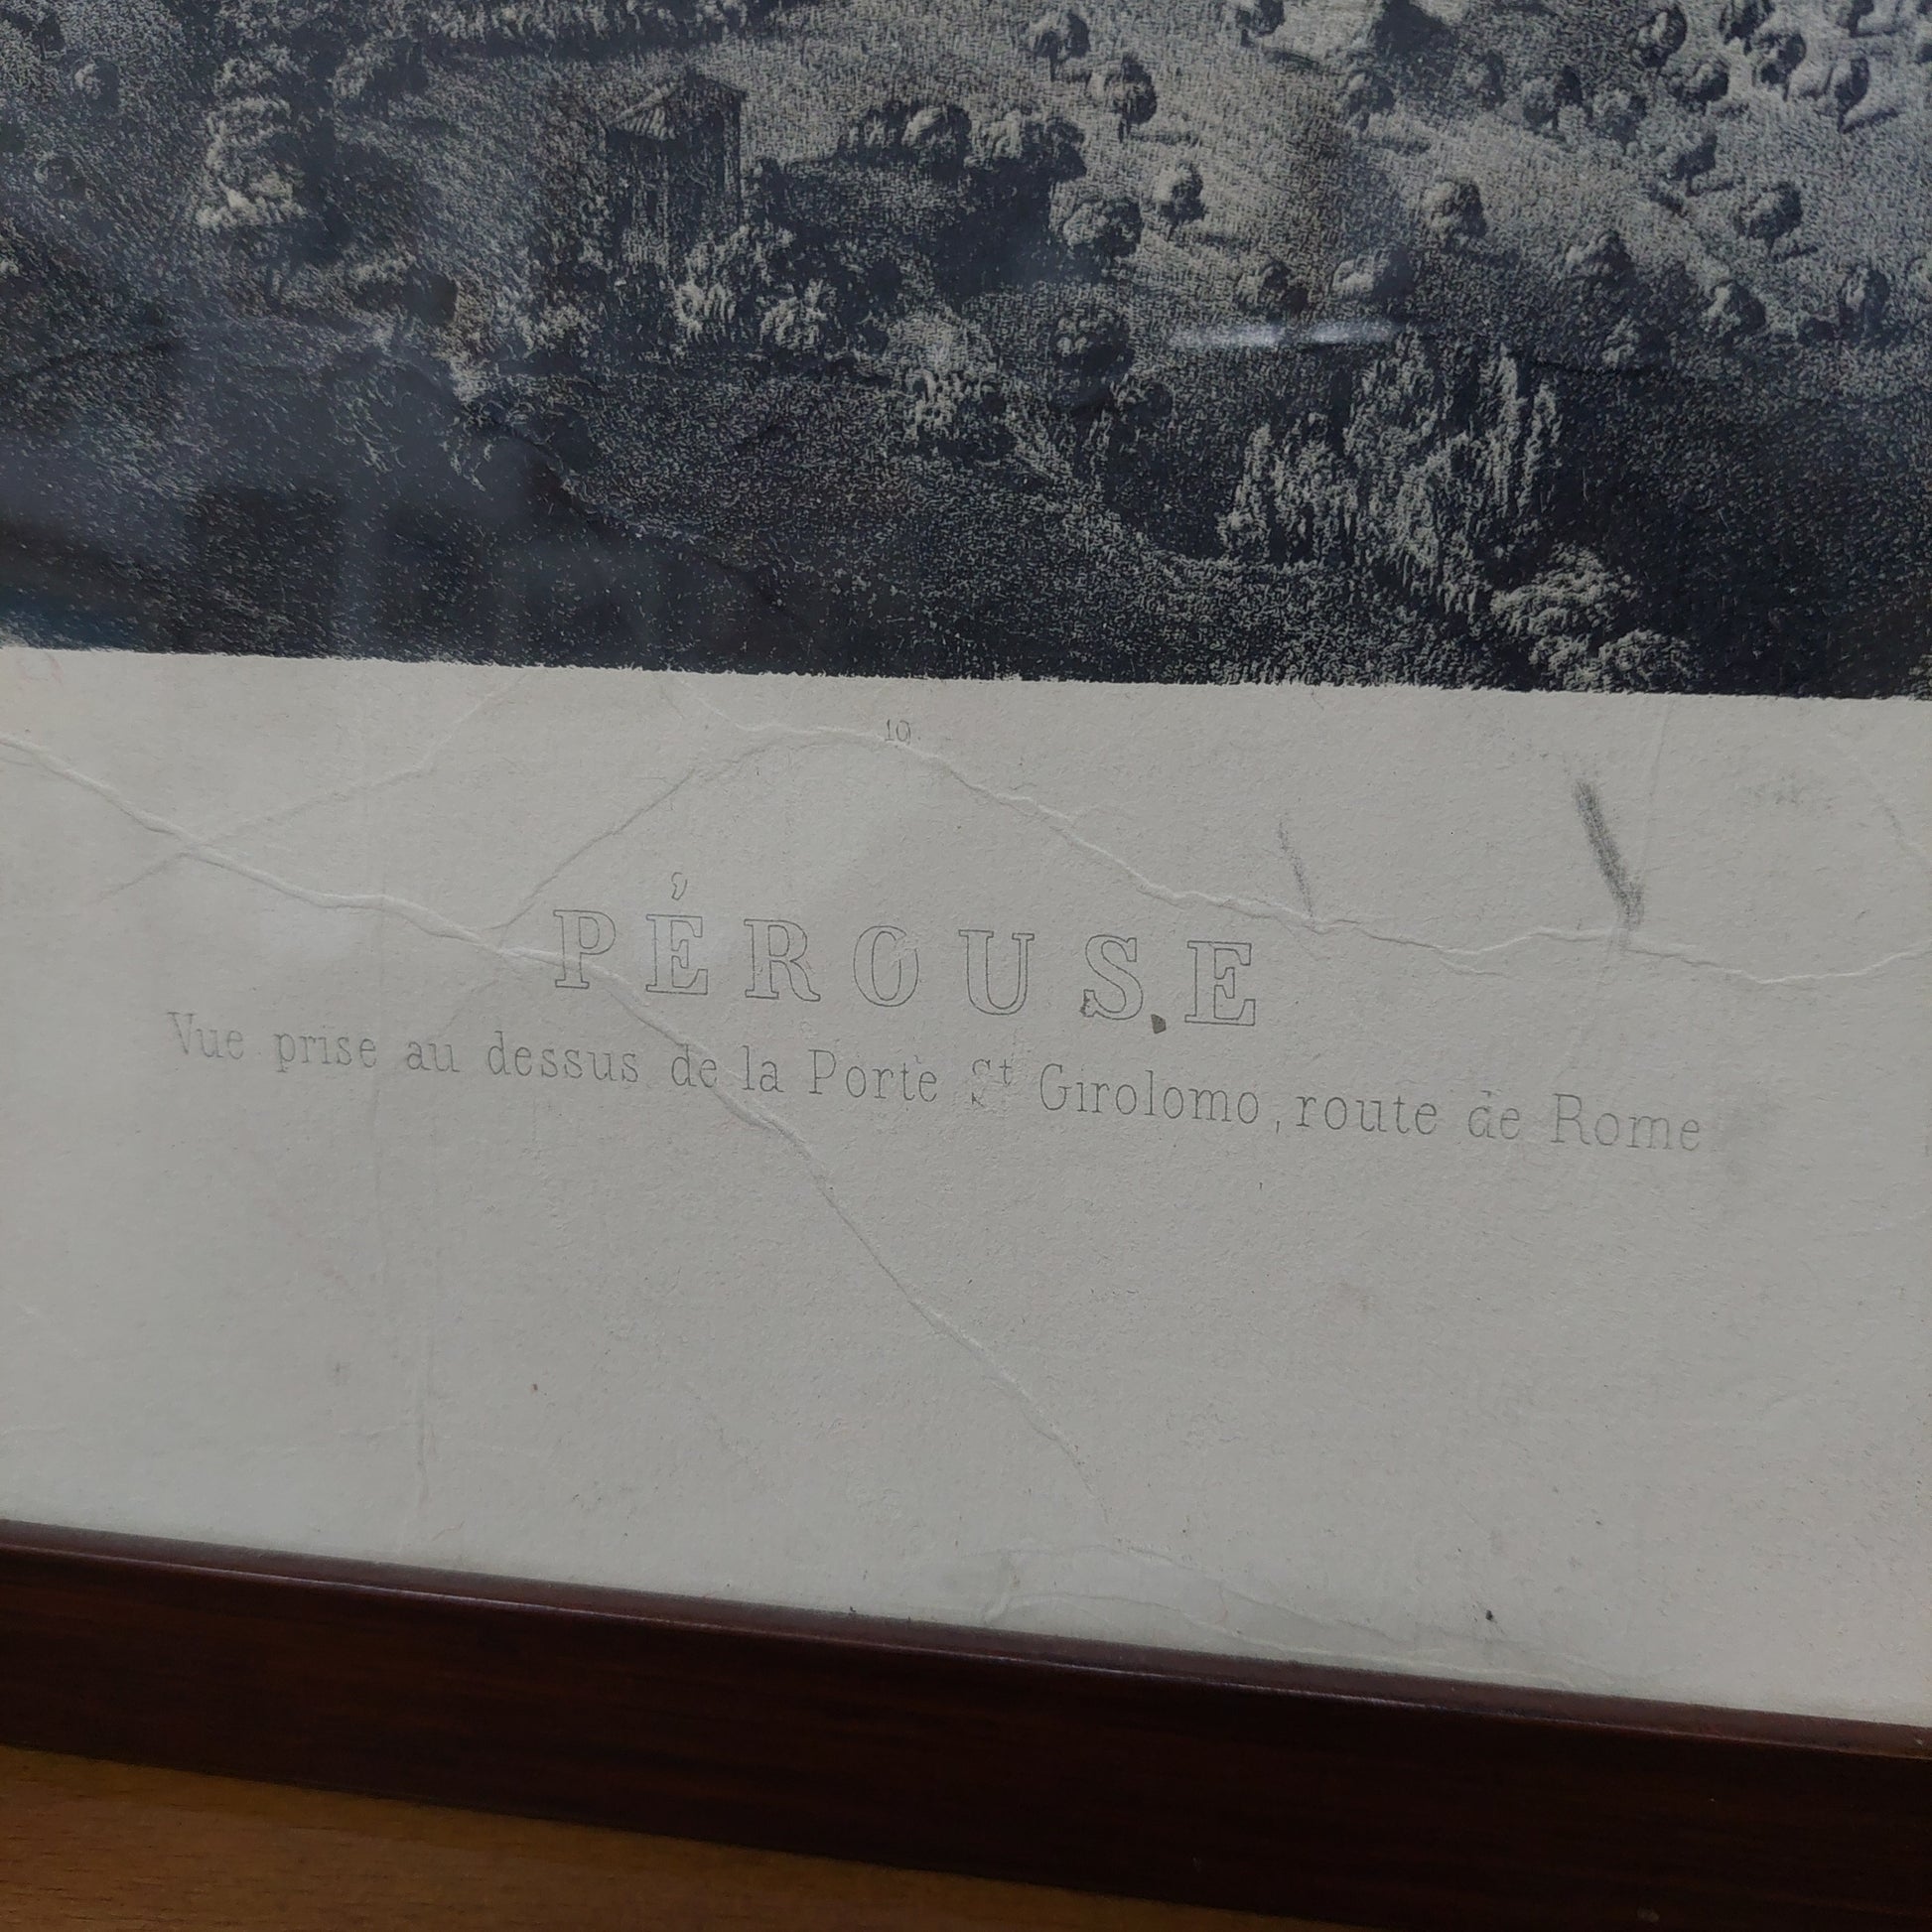 10
PÉROUSE
Vue prise au dessus de la Porte St Girolomo, route de Rome